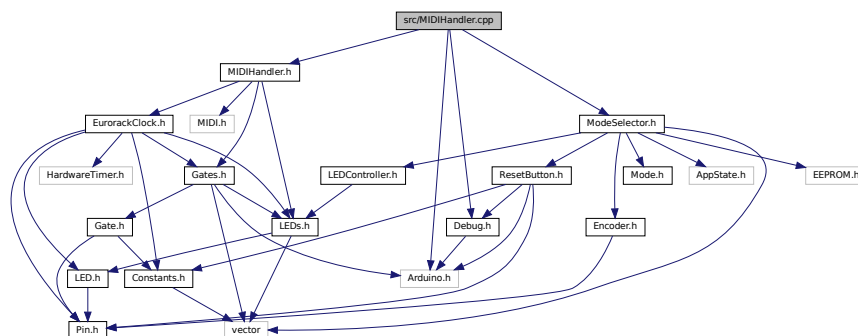 src/MIDIHandler.cpp
MIDIHandler.h
EurorackClock.h
MIDI.h
ModeSelector.h
HardwareTimer.h
Gates.h
LEDController.h
ResetButton.h
Mode.h
AppState.h
EEPROM.h
Gate.h
LEDs.h
Debug.h
Encoder.h
LED.h
Constants.h
Arduino.h
Pin.h
vector